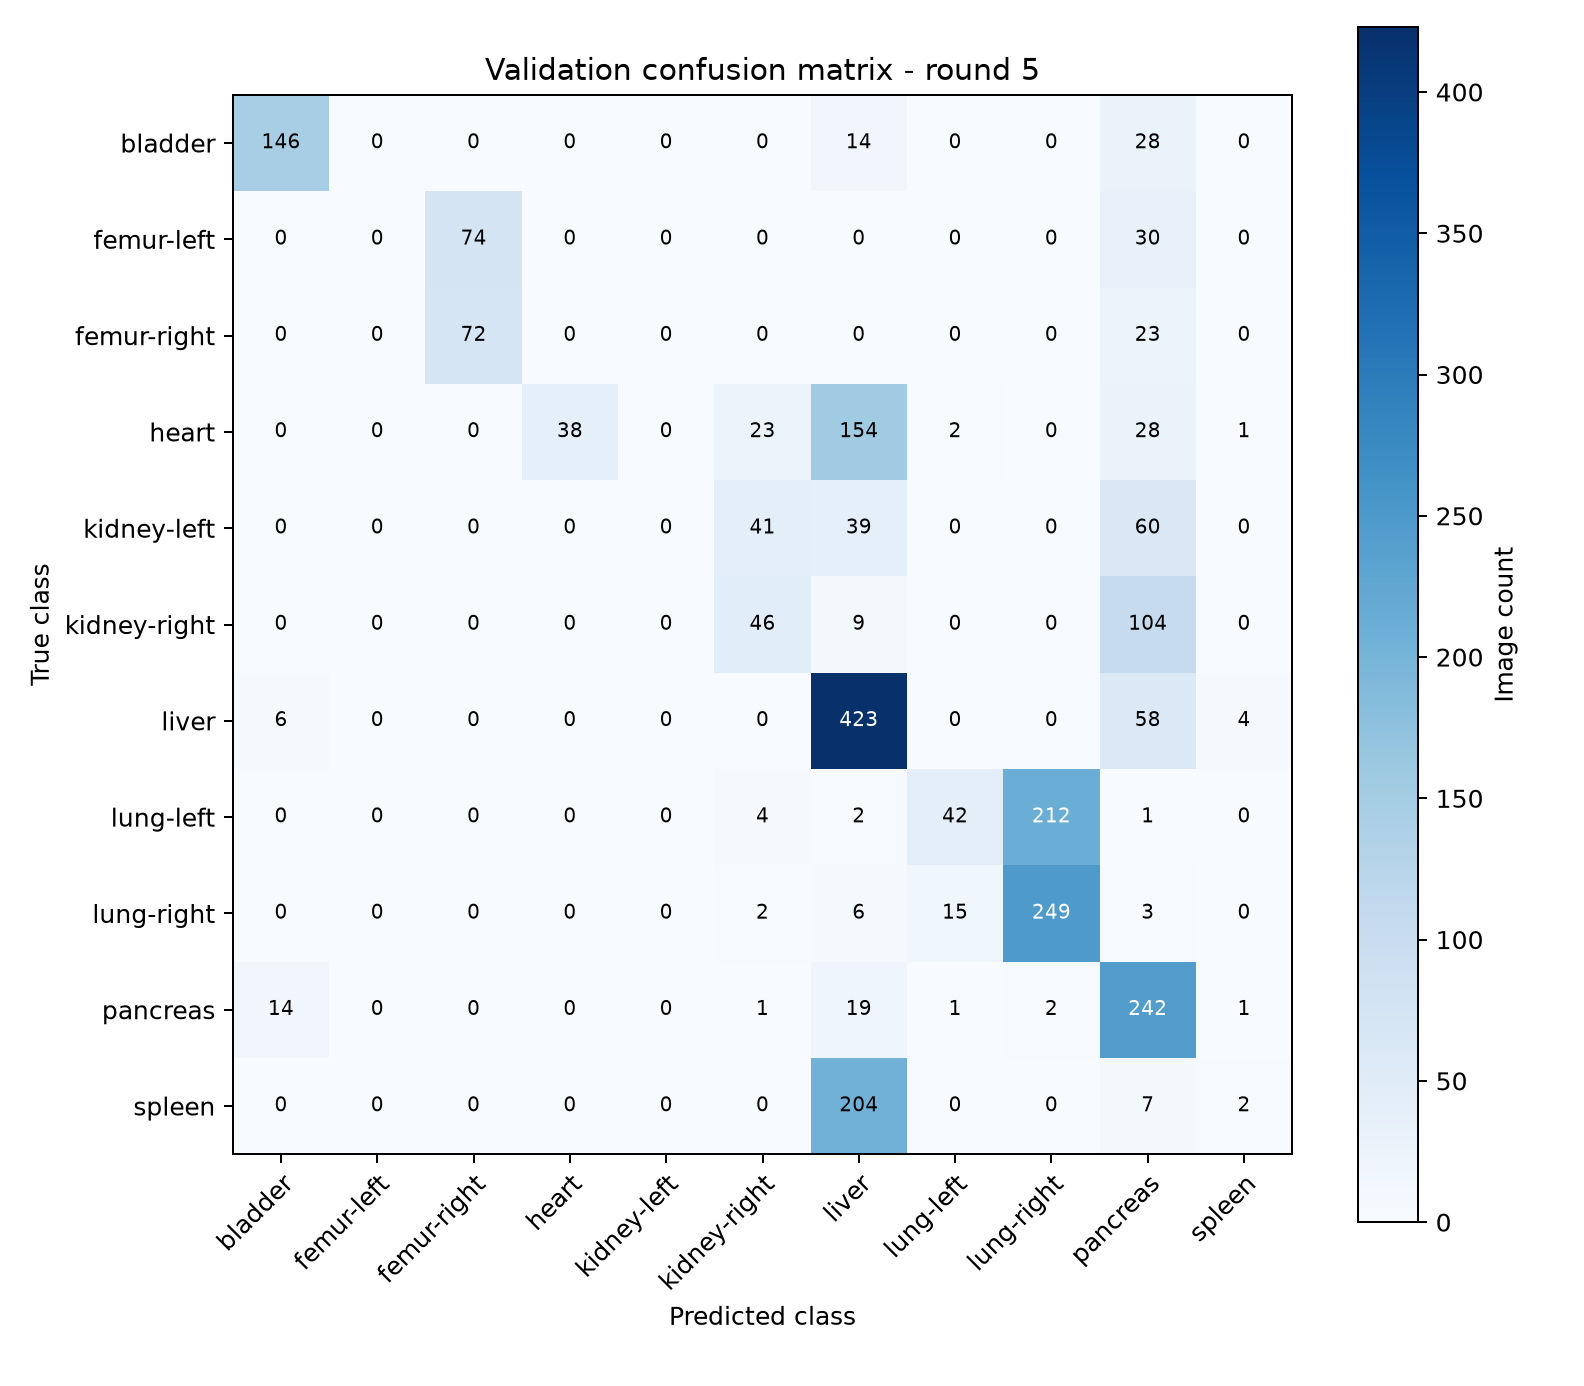 Validation confusion matrix - round 5
bladder 146 0 0 0 0 0 14 0 0 28 0
femur-left 0 0 74 0 0 0 0 0 0 30 0
femur-right 0 0 72 0 0 0 0 0 0 23 0
heart 0 0 0 38 0 23 154 2 0 28 1
kidney-left 0 0 0 0 0 41 39 0 0 60 0
kidney-right 0 0 0 0 0 46 9 0 0 104 0
liver 6 0 0 0 0 0 423 0 0 58 4
lung-left 0 0 0 0 0 4 2 42 212 1 0
lung-right 0 0 0 0 0 2 6 15 249 3 0
pancreas 14 0 0 0 0 1 19 1 2 242 1
spleen 0 0 0 0 0 0 204 0 0 7 2
bladder femur-left femur-right heart kidney-left kidney-right liver lung-left lung-right pancreas spleen
Predicted class
True class
400
350
300
250
200
150
100
50
0
Image count